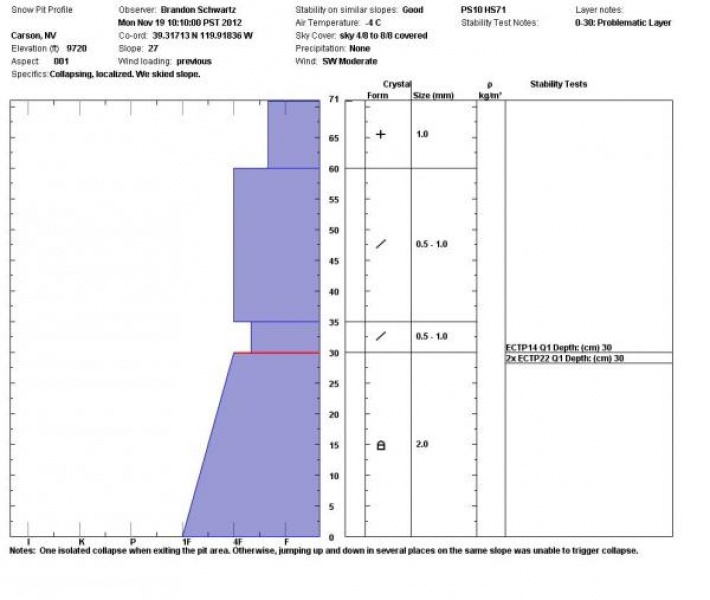 Snow Pit Profile Observer: Brandon Schwartz Stability on similar slopes: Good PS10 HS71 Layer notes:
Mon Nov 19 10:10:00 PST 2012 Air Temperature: -4 C Stability Test Notes: 0-30: Problematic Layer
Carson, NV Co-ord: 39.31713 N 119.91836 W Sky Cover: sky 4/8 to 8/8 covered
Elevation (ft) 9720 Slope: 27 Precipitation: None
Aspect: 001 Wind loading: previous Wind: SW Moderate
Specifics: Collapsing, localized. We skied slope.
Crystal ρ Stability Tests
Form Size (mm) kg/m³
71
65 + 1.0
60
55
50
45 0.5 - 1.0
40
35
0.5 - 1.0
ECTP14 Q1 Depth: (cm) 30
30
2x ECTP22 Q1 Depth: (cm) 30
25
20
15 2.0
10
5
0
I K P 1F 4F F
Notes: One isolated collapse when exiting the pit area. Otherwise, jumping up and down in several places on the same slope was unable to trigger collapse.